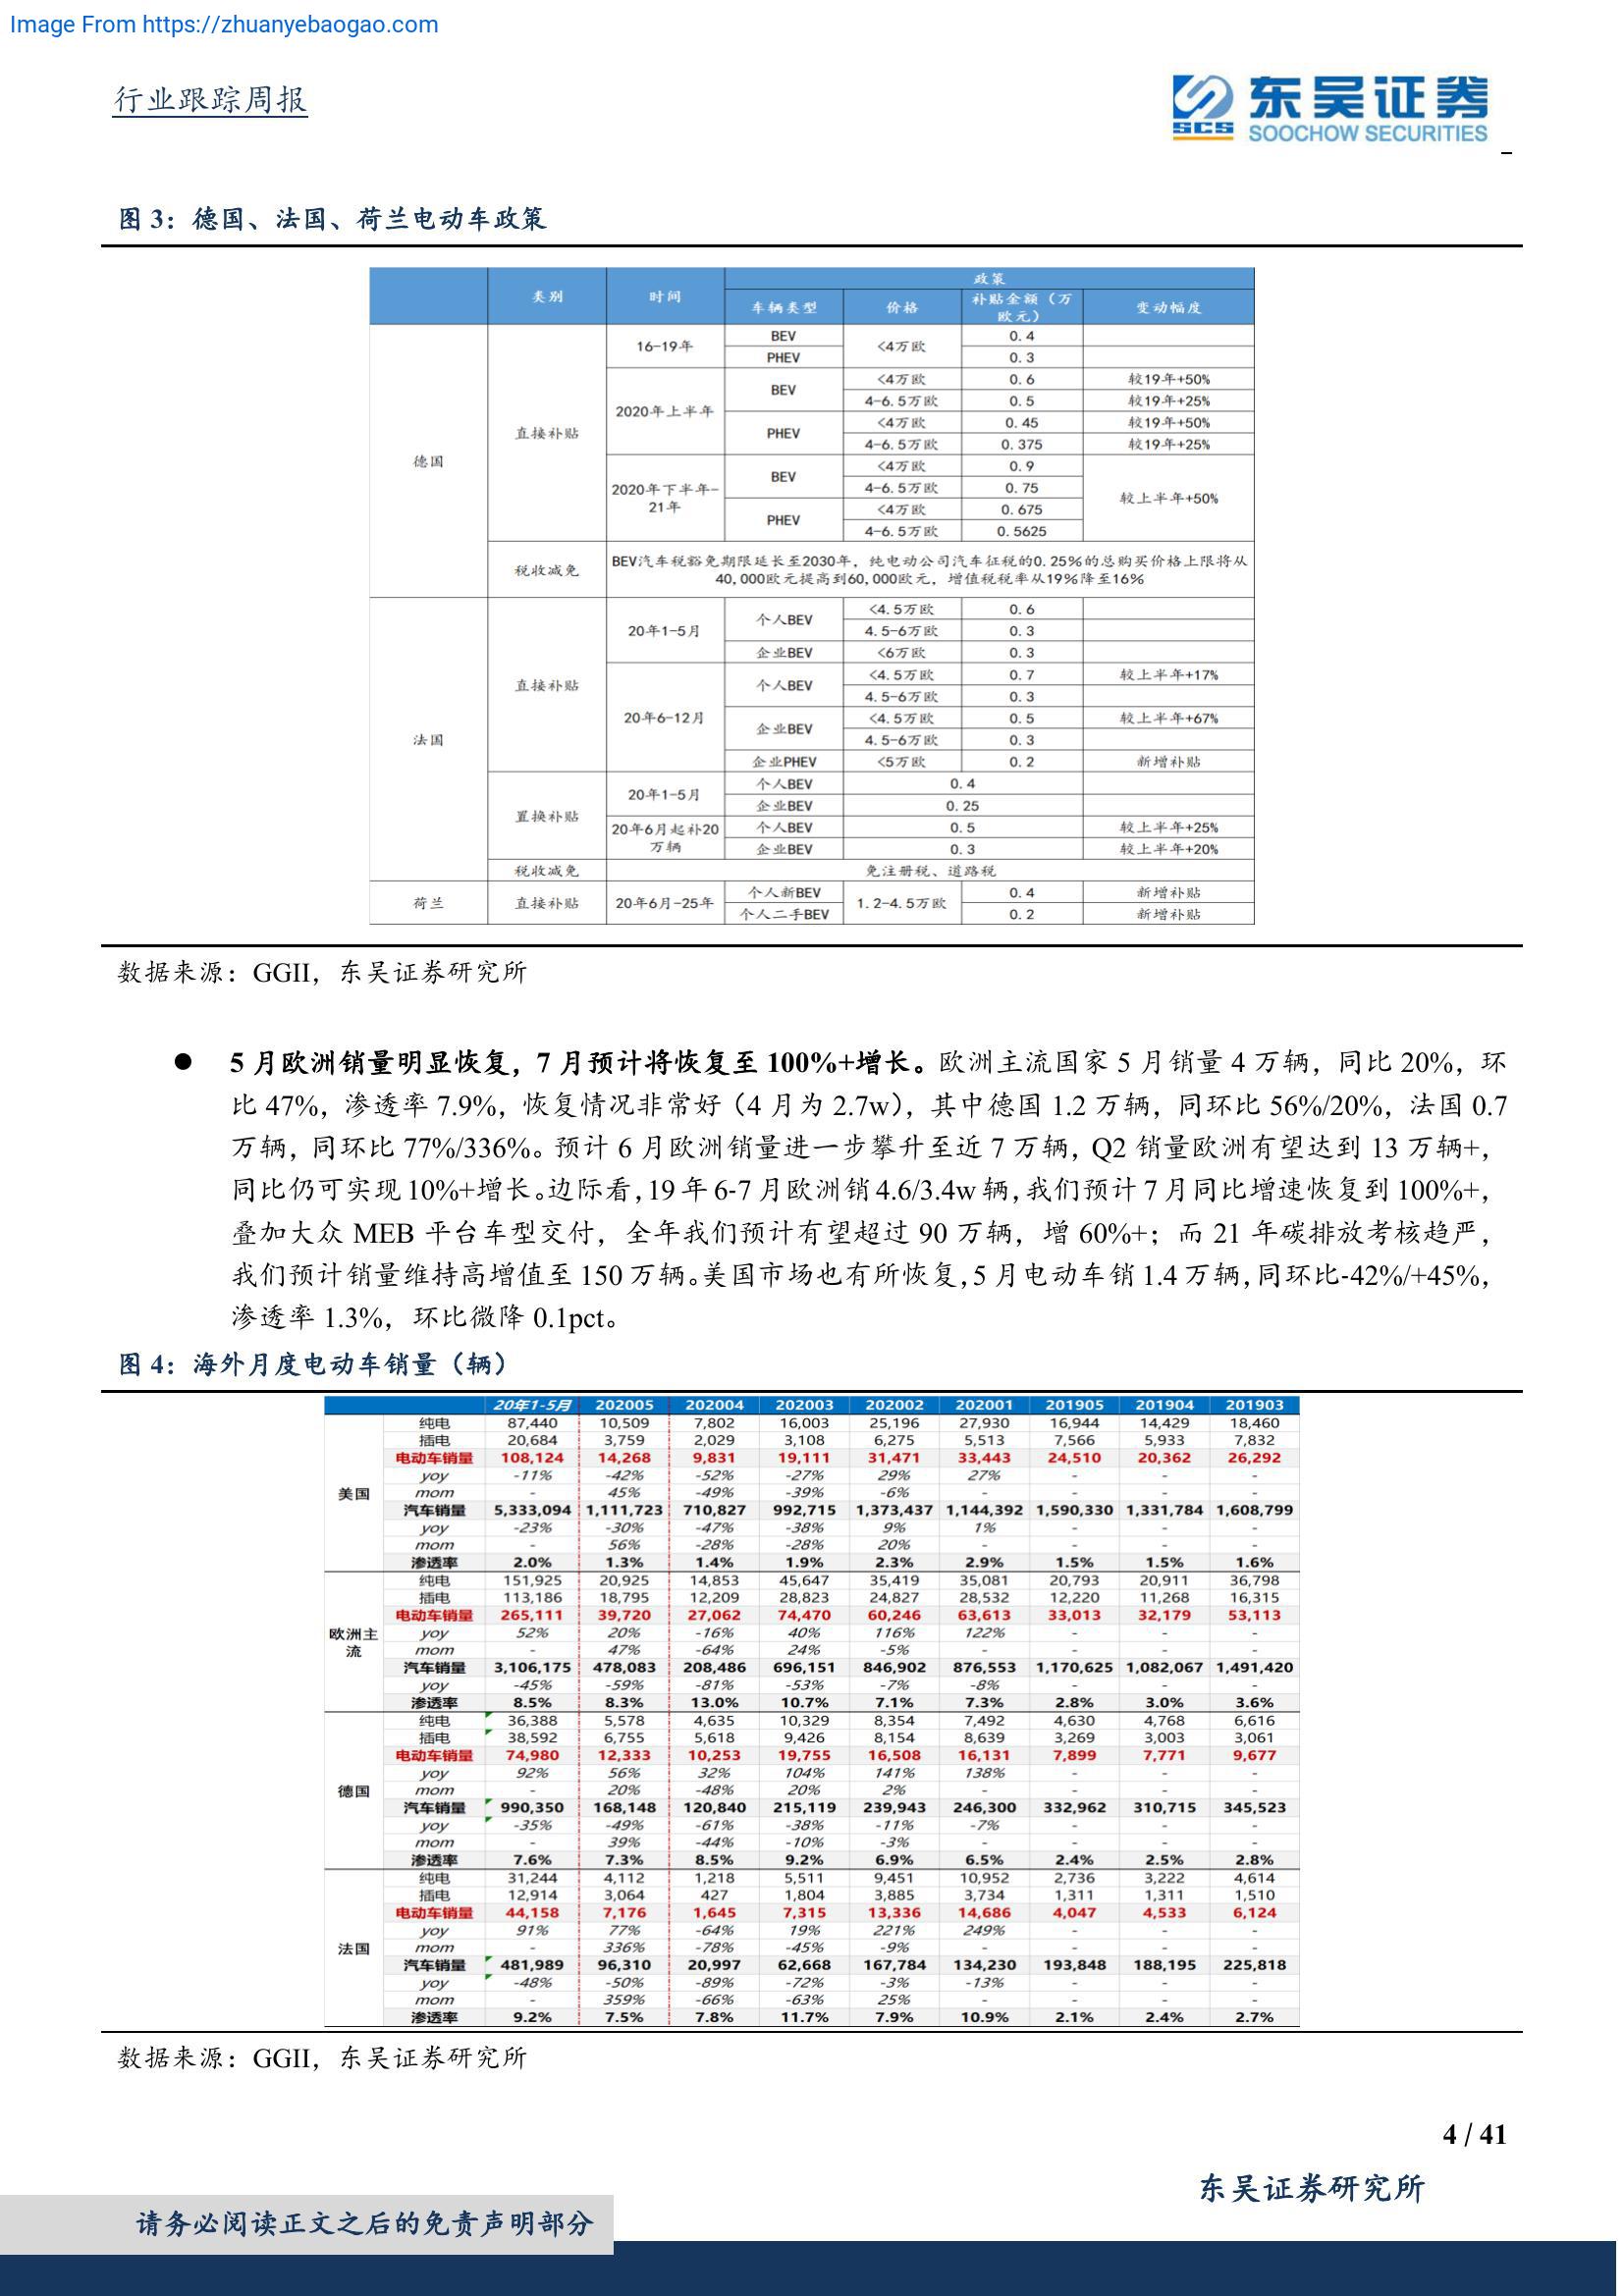 Image From https://zhuanyebaogao.com
行业跟踪周报
SCS 东吴证券
SOOCHOW SECURITIES
图 3：德国、法国、荷兰电动车政策
类别 时间 政策
车辆类型 价格 补贴金额（万欧元） 变动幅度
德国 直接补贴 16-19年 BEV <4万欧 0.4
PHEV 0.3
2020年上半年 BEV <4万欧 0.6 较19年+50%
4-6.5万欧 0.5 较19年+25%
PHEV <4万欧 0.45 较19年+50%
4-6.5万欧 0.375 较19年+25%
2020年下半年-21年 BEV <4万欧 0.9 较上半年+50%
4-6.5万欧 0.75
PHEV <4万欧 0.675
4-6.5万欧 0.5625
税收减免 BEV汽车税豁免期限延长至2030年，纯电动公司汽车征税的0.25%的总购买价格上限将从
40,000欧元提高到60,000欧元，增值税税率从19%降至16%
法国 直接补贴 20年1-5月 个人BEV <4.5万欧 0.6
4.5-6万欧 0.3
企业BEV <6万欧 0.3
20年6-12月 个人BEV <4.5万欧 0.7 较上半年+17%
4.5-6万欧 0.3
企业BEV <4.5万欧 0.5 较上半年+67%
4.5-6万欧 0.3
企业PHEV <5万欧 0.2 新增补贴
置换补贴 20年1-5月 个人BEV 0.4
企业BEV 0.25
20年6月起补20万辆 个人BEV 0.5 较上半年+25%
企业BEV 0.3 较上半年+20%
税收减免 免注册税、道路税
荷兰 直接补贴 20年6月-25年 个人新BEV 1.2-4.5万欧 0.4 新增补贴
个人二手BEV 0.2 新增补贴
数据来源：GGII，东吴证券研究所
● 5 月欧洲销量明显恢复，7 月预计将恢复至 100%+增长。欧洲主流国家 5 月销量 4 万辆，同比 20%，环
比 47%，渗透率 7.9%，恢复情况非常好（4 月为 2.7w），其中德国 1.2 万辆，同环比 56%/20%，法国 0.7
万辆，同环比 77%/336%。预计 6 月欧洲销量进一步攀升至近 7 万辆，Q2 销量欧洲有望达到 13 万辆+，
同比仍可实现 10%+增长。边际看，19 年 6-7 月欧洲销 4.6/3.4w 辆，我们预计 7 月同比增速恢复到 100%+，
叠加大众 MEB 平台车型交付，全年我们预计有望超过 90 万辆，增 60%+；而 21 年碳排放考核趋严，
我们预计销量维持高增值至 150 万辆。美国市场也有所恢复，5 月电动车销 1.4 万辆，同环比-42%/+45%，
渗透率 1.3%，环比微降 0.1pct。
图 4：海外月度电动车销量（辆）
20年1-5月 202005 202004 202003 202002 202001 201905 201904 201903
美国 纯电 87,440 10,509 7,802 16,003 25,196 27,930 16,944 14,429 18,460
插电 20,684 3,759 2,029 3,108 6,275 5,513 7,566 5,933 7,832
电动车销量 108,124 14,268 9,831 19,111 31,471 33,443 24,510 20,362 26,292
yoy -11% -42% -52% -27% 29% 27% - - -
mom - 45% -49% -39% -6% - - - -
汽车销量 5,333,094 1,111,723 710,827 992,715 1,373,437 1,144,392 1,590,330 1,331,784 1,608,799
yoy -23% -30% -47% -38% 9% 1% - - -
mom - 56% -28% -28% 20% - - - -
渗透率 2.0% 1.3% 1.4% 1.9% 2.3% 2.9% 1.5% 1.5% 1.6%
欧洲主流 纯电 151,925 20,925 14,853 45,647 35,419 35,081 20,793 20,911 36,798
插电 113,186 18,795 12,209 28,823 24,827 28,532 12,220 11,268 16,315
电动车销量 265,111 39,720 27,062 74,470 60,246 63,613 33,013 32,179 53,113
yoy 52% 20% -16% 40% 116% 122% - - -
mom - 47% -64% 24% -5% - - - -
汽车销量 3,106,175 478,083 208,486 696,151 846,902 876,553 1,170,625 1,082,067 1,491,420
yoy -45% -59% -81% -53% -7% -8% - - -
渗透率 8.5% 8.3% 13.0% 10.7% 7.1% 7.3% 2.8% 3.0% 3.6%
德国 纯电 36,388 5,578 4,635 10,329 8,354 7,492 4,630 4,768 6,616
插电 38,592 6,755 5,618 9,426 8,154 8,639 3,269 3,003 3,061
电动车销量 74,980 12,333 10,253 19,755 16,508 16,131 7,899 7,771 9,677
yoy 92% 56% 32% 104% 141% 138% - - -
mom - 20% -48% 20% 2% - - - -
汽车销量 990,350 168,148 120,840 215,119 239,943 246,300 332,962 310,715 345,523
yoy -35% -49% -61% -38% -11% -7% - - -
mom - 39% -44% -10% -3% - - - -
渗透率 7.6% 7.3% 8.5% 9.2% 6.9% 6.5% 2.4% 2.5% 2.8%
法国 纯电 31,244 4,112 1,218 5,511 9,451 10,952 2,736 3,222 4,614
插电 12,914 3,064 427 1,804 3,885 3,734 1,311 1,311 1,510
电动车销量 44,158 7,176 1,645 7,315 13,336 14,686 4,047 4,533 6,124
yoy 91% 77% -64% 19% 221% 249% - - -
mom - 336% -78% -45% -9% - - - -
汽车销量 481,989 96,310 20,997 62,668 167,784 134,230 193,848 188,195 225,818
yoy -48% -50% -89% -72% -3% -13% - - -
mom - 359% -66% -63% 25% - - - -
渗透率 9.2% 7.5% 7.8% 11.7% 7.9% 10.9% 2.1% 2.4% 2.7%
数据来源：GGII，东吴证券研究所
4 / 41
东吴证券研究所
请务必阅读正文之后的免责声明部分